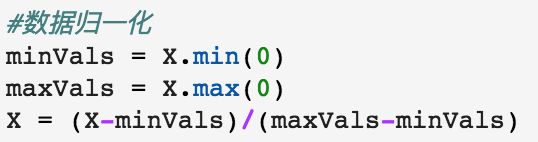 #数据归一化
minVals = X.min(0)
maxVals = X.max(0)
X = (X-minVals)/(maxVals-minVals)